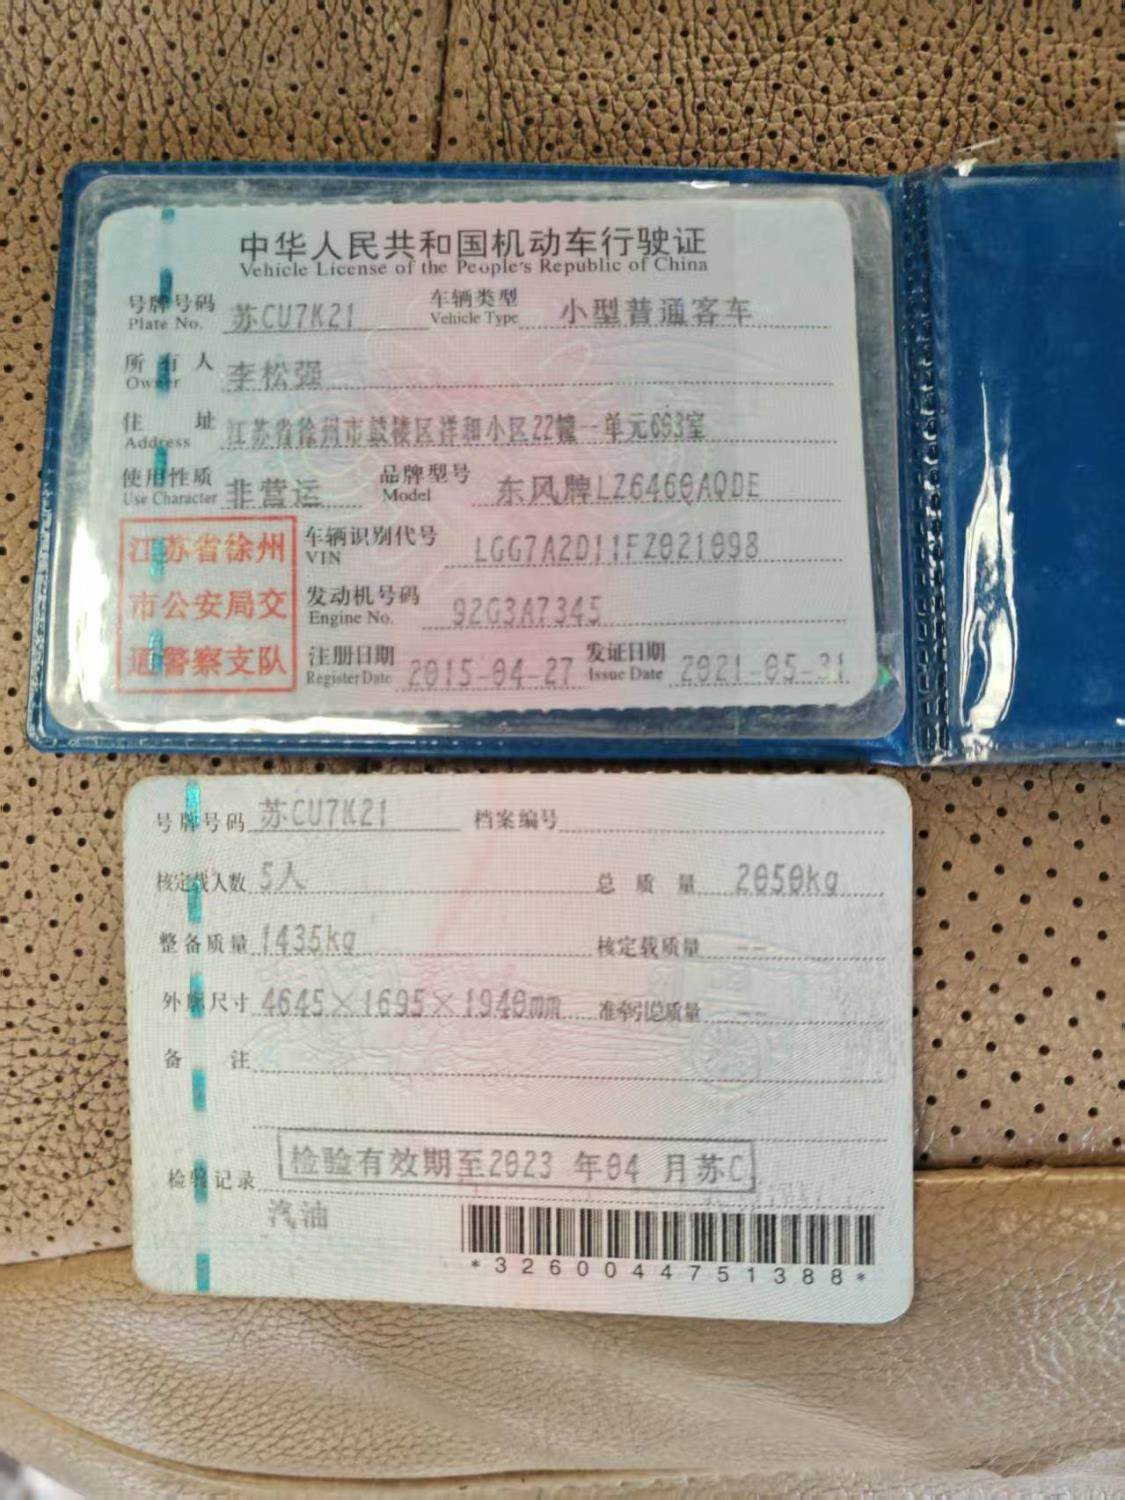 中华人民共和国机动车行驶证
Vehicle License of the People's Republic of China
号牌号码 苏CU7K21 车辆类型 小型普通客车
Plate No. Vehicle Type
所有人 李松强
Owner
住址 江苏省徐州市鼓楼区祥和小区22幢一单元693室
Address
使用性质 非营运 品牌型号 东风牌LZ6460AQDE
Use Character Model
江苏省徐州
市公安局交
通警察支队
车辆识别代号 LGG7A2D11FZ021098
VIN
发动机号码 92G3A7345
Engine No.
注册日期 2015-04-27 发证日期 2021-05-31
Register Date Issue Date
号牌号码 苏CU7K21 档案编号
核定载人数 5人 总质量 2050kg
整备质量 1435kg 核定载质量 --
外廓尺寸 4645×1695×1940mm 准牵引总质量
备注
检验记录 检验有效期至2023 年04 月苏C
汽油
*3260044751388*